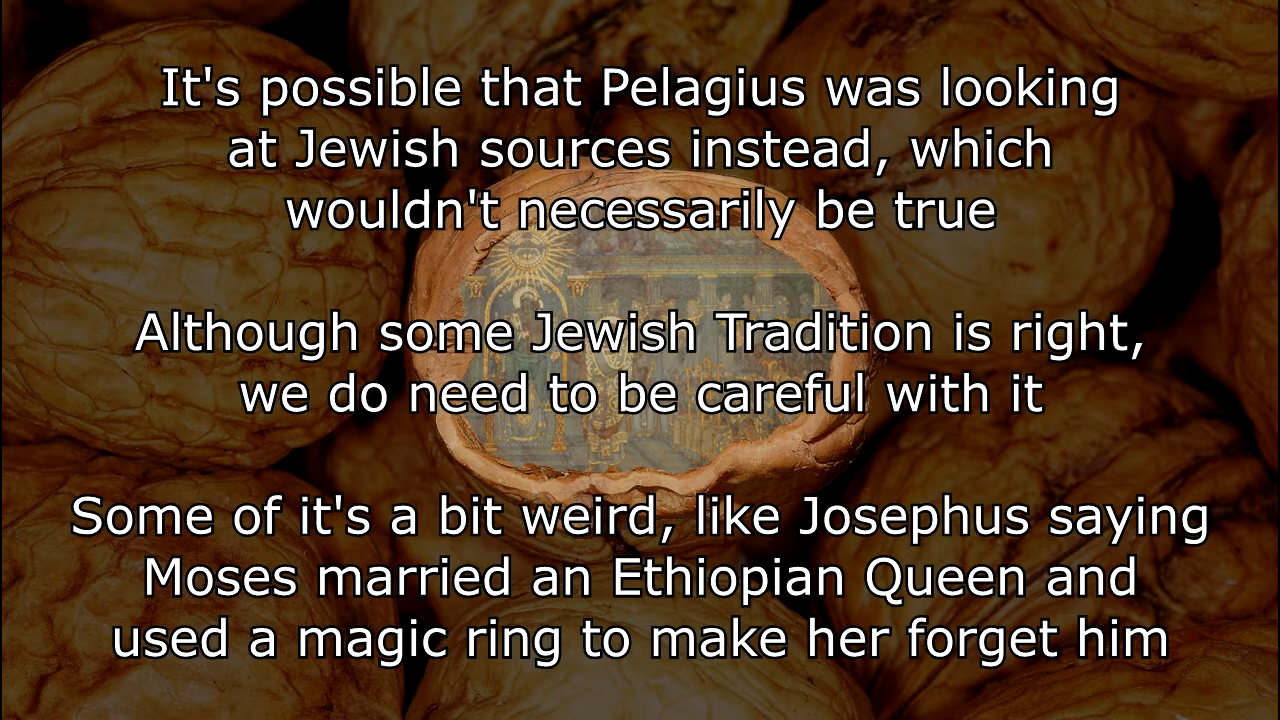 It's possible that Pelagius was looking
at Jewish sources instead, which
wouldn't necessarily be true
Although some Jewish Tradition is right,
we do need to be careful with it
Some of it's a bit weird, like Josephus saying
Moses married an Ethiopian Queen and
used a magic ring to make her forget him